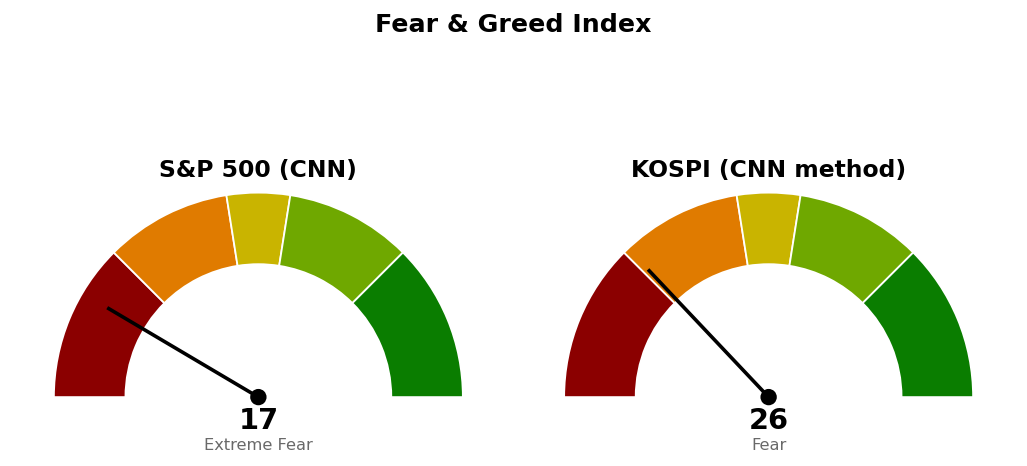 Fear & Greed Index
S&P 500 (CNN)
KOSPI (CNN method)
17
26
Extreme Fear
Fear